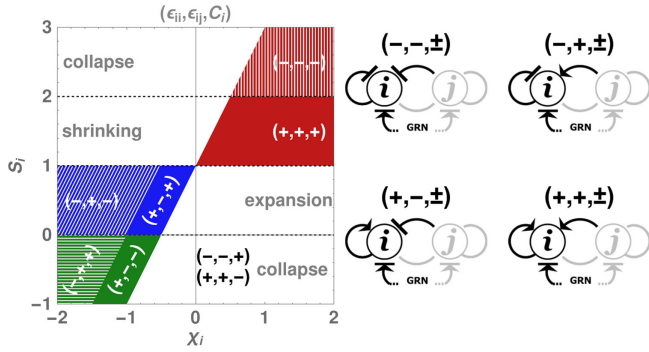 (ϵii,ϵij,Ci)
3
2
1
0
-1
Si
collapse
shrinking
expansion
collapse
(−,−,−)
(+,+,+)
(−,+,−)
(+,−,+)
(−,+,+)
(+,−,−)
(−,−,+)
(+,+,−)
-2
-1
0
1
2
χi
(−,−,±)
i
j
GRN
(−,+,±)
i
j
GRN
(+,−,±)
i
j
GRN
(+,+,±)
i
j
GRN